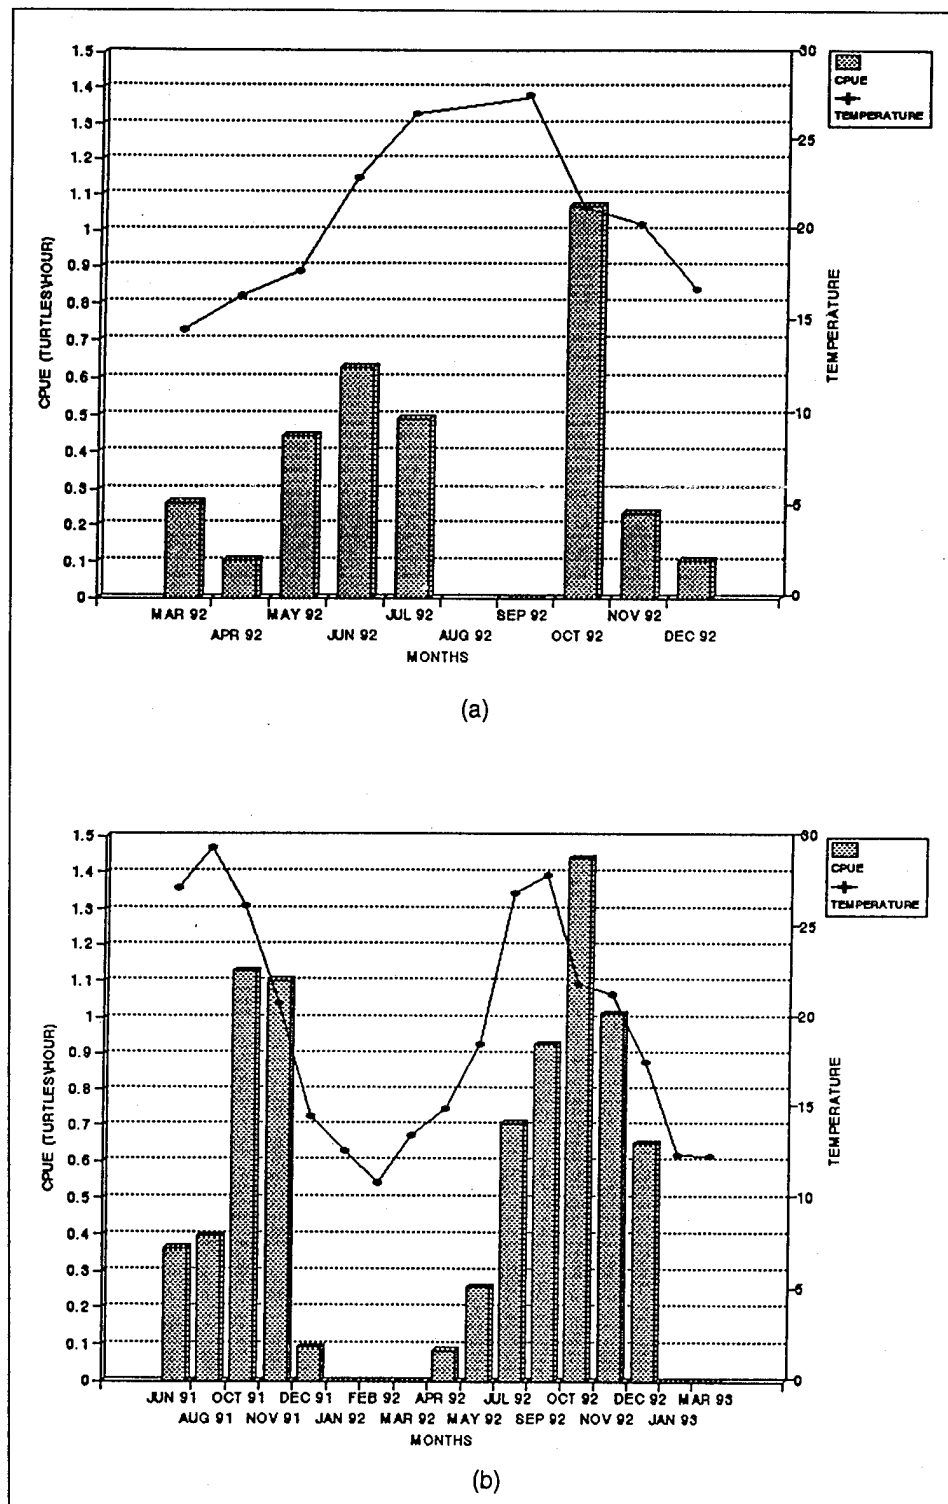 1.5
1.4
1.3
1.2
1.1
1
0.9
0.8
0.7
0.6
0.5
0.4
0.3
0.2
0.1
0
CPUE (TURTLES\HOUR)
30
25
20
15
10
5
0
TEMPERATURE
CPUE
TEMPERATURE
MAR 92 MAY 92 JUL 92 SEP 92 NOV 92
APR 92 JUN 92 AUG 92 OCT 92 DEC 92
MONTHS
(a)
1.5
1.4
1.3
1.2
1.1
1
0.9
0.8
0.7
0.6
0.5
0.4
0.3
0.2
0.1
0
CPUE (TURTLES\HOUR)
30
25
20
15
10
5
0
TEMPERATURE
CPUE
TEMPERATURE
JUN 91 OCT 91 DEC 91 FEB 92 APR 92 JUL 92 OCT 92 DEC 92 MAR 93
AUG 91 NOV 91 JAN 92 MAR 92 MAY 92 SEP 92 NOV 92 JAN 93
MONTHS
(b)